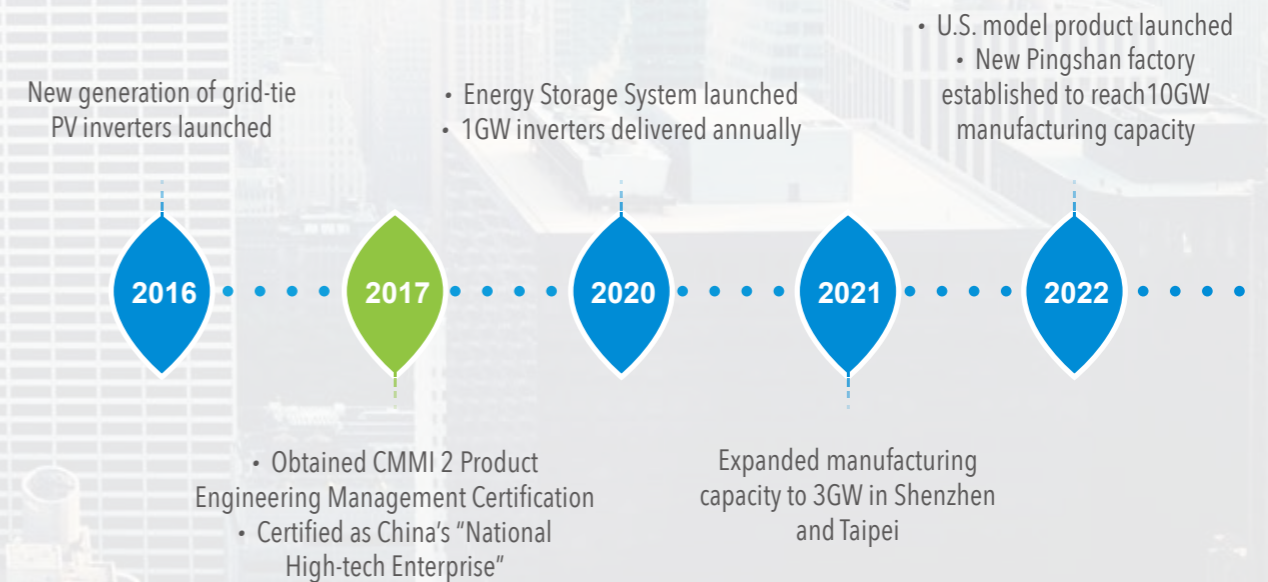 New generation of grid-tie
PV inverters launched
• Energy Storage System launched
• 1GW inverters delivered annually
• U.S. model product launched
• New Pingshan factory
established to reach10GW
manufacturing capacity
2016
2017
2020
2021
2022
• Obtained CMMI 2 Product
Engineering Management Certification
• Certified as China’s “National
High-tech Enterprise”
Expanded manufacturing
capacity to 3GW in Shenzhen
and Taipei